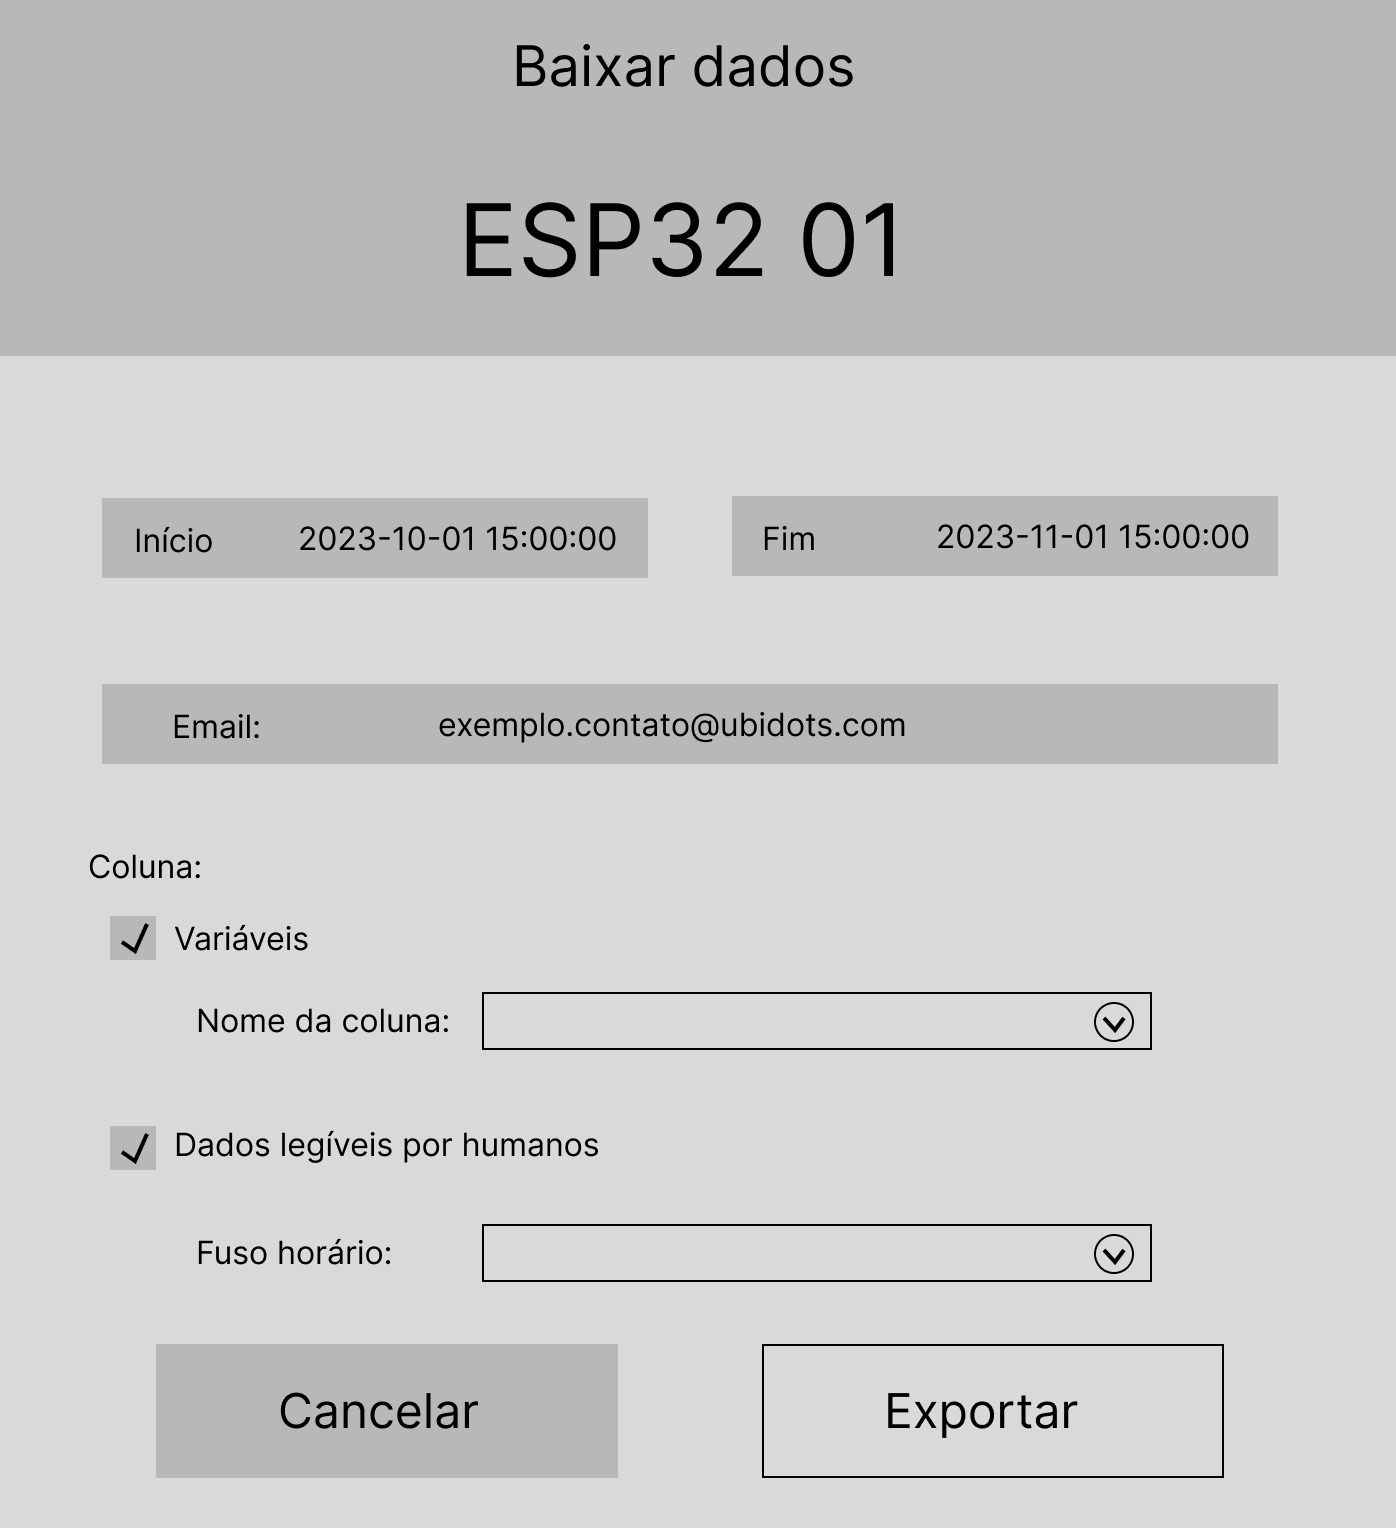 Baixar dados
ESP32 01
Início 2023-10-01 15:00:00 Fim 2023-11-01 15:00:00
Email: exemplo.contato@ubidots.com
Coluna:
Variáveis
Nome da coluna:
Dados legíveis por humanos
Fuso horário:
Cancelar Exportar